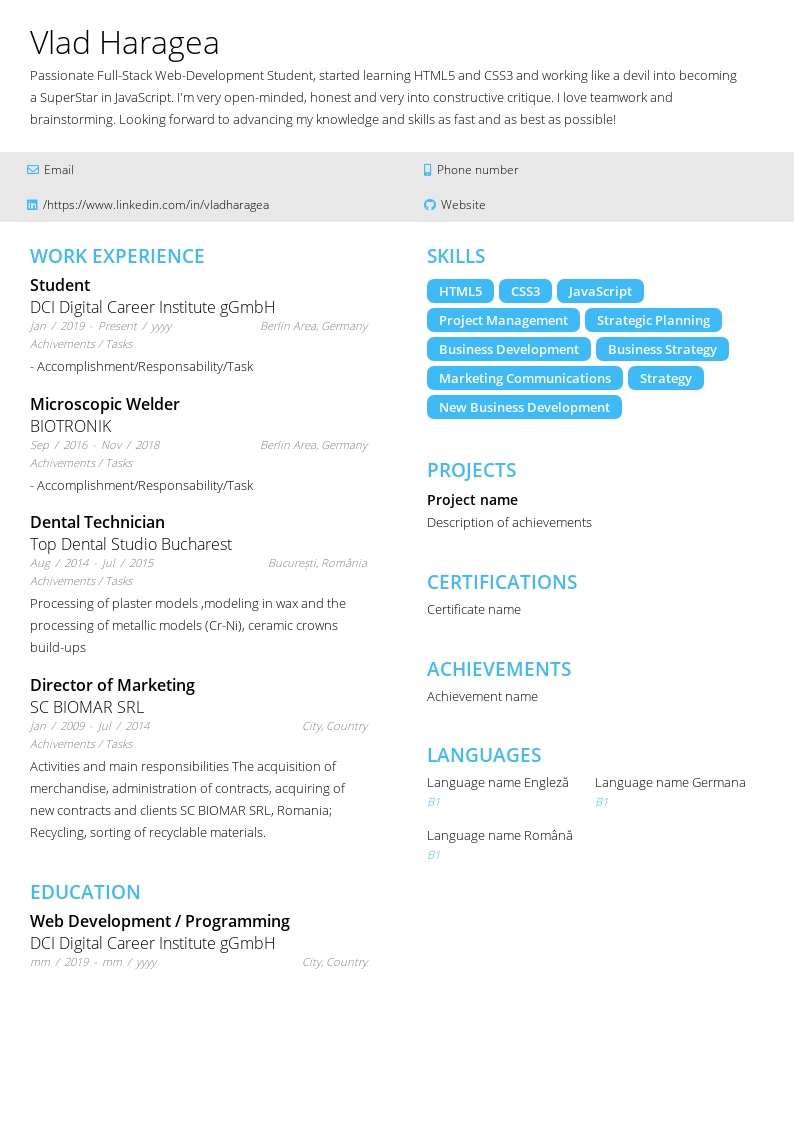 Vlad Haragea
Passionate Full-Stack Web-Development Student, started learning HTML5 and CSS3 and working like a devil into becoming
a SuperStar in JavaScript. I'm very open-minded, honest and very into constructive critique. I love teamwork and
brainstorming. Looking forward to advancing my knowledge and skills as fast and as best as possible!
Email
Phone number
/https://www.linkedin.com/in/vladharagea
Website
WORK EXPERIENCE
Student
DCI Digital Career Institute gGmbH
Jan / 2019 - Present / yyyy Berlin Area, Germany
Achivements / Tasks
- Accomplishment/Responsability/Task
Microscopic Welder
BIOTRONIK
Sep / 2016 - Nov / 2018 Berlin Area, Germany
Achivements / Tasks
- Accomplishment/Responsability/Task
Dental Technician
Top Dental Studio Bucharest
Aug / 2014 - Jul / 2015 București, România
Achivements / Tasks
Processing of plaster models ,modeling in wax and the
processing of metallic models (Cr-Ni), ceramic crowns
build-ups
Director of Marketing
SC BIOMAR SRL
Jan / 2009 - Jul / 2014 City, Country
Achivements / Tasks
Activities and main responsibilities The acquisition of
merchandise, administration of contracts, acquiring of
new contracts and clients SC BIOMAR SRL, Romania;
Recycling, sorting of recyclable materials.
EDUCATION
Web Development / Programming
DCI Digital Career Institute gGmbH
mm / 2019 - mm / yyyy City, Country
SKILLS
HTML5 CSS3 JavaScript
Project Management Strategic Planning
Business Development Business Strategy
Marketing Communications Strategy
New Business Development
PROJECTS
Project name
Description of achievements
CERTIFICATIONS
Certificate name
ACHIEVEMENTS
Achievement name
LANGUAGES
Language name Engleză Language name Germana
B1 B1
Language name Română
B1